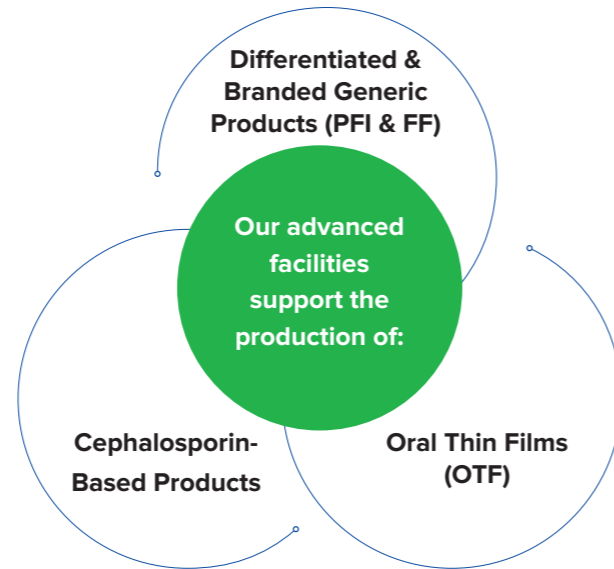 Differentiated &
Branded Generic
Products (PFI & FF)
Our advanced
facilities
support the
production of:
Cephalosporin-
Based Products
Oral Thin Films
(OTF)